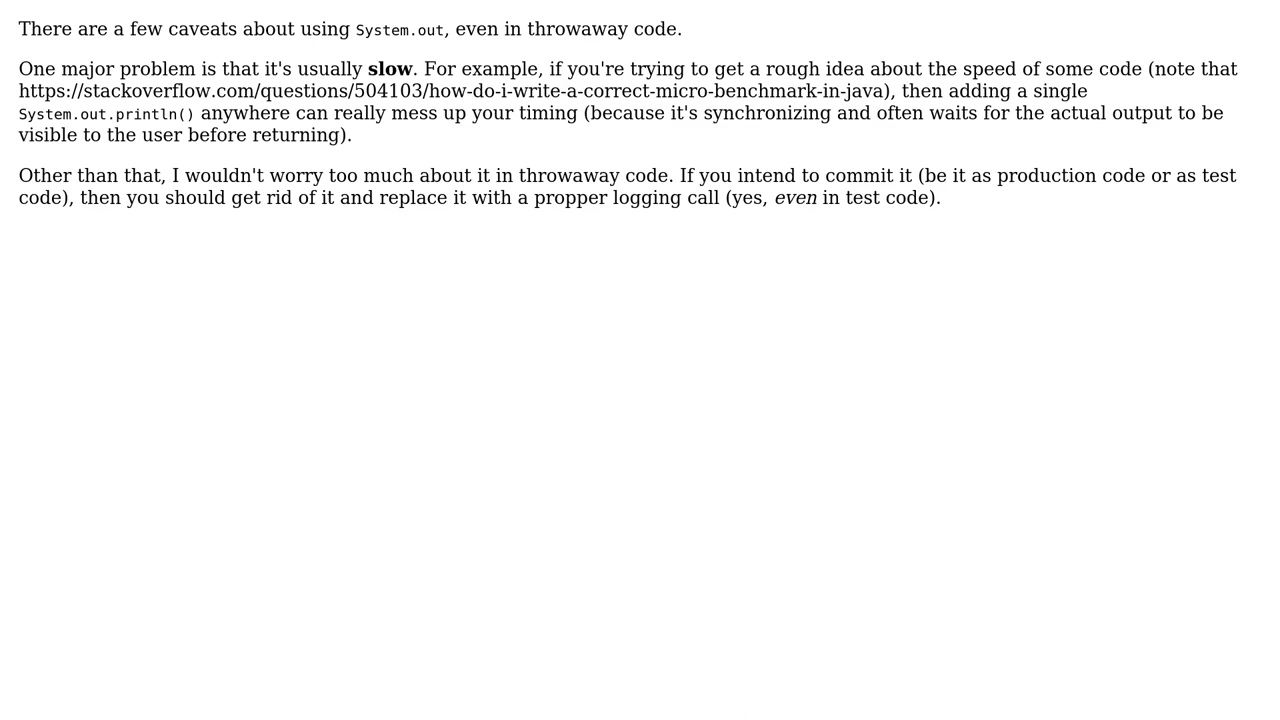 There are a few caveats about using System.out, even in throwaway code.
One major problem is that it's usually slow. For example, if you're trying to get a rough idea about the speed of some code (note that
https://stackoverflow.com/questions/504103/how-do-i-write-a-correct-micro-benchmark-in-java), then adding a single
System.out.println() anywhere can really mess up your timing (because it's synchronizing and often waits for the actual output to be
visible to the user before returning).
Other than that, I wouldn't worry too much about it in throwaway code. If you intend to commit it (be it as production code or as test
code), then you should get rid of it and replace it with a propper logging call (yes, even in test code).